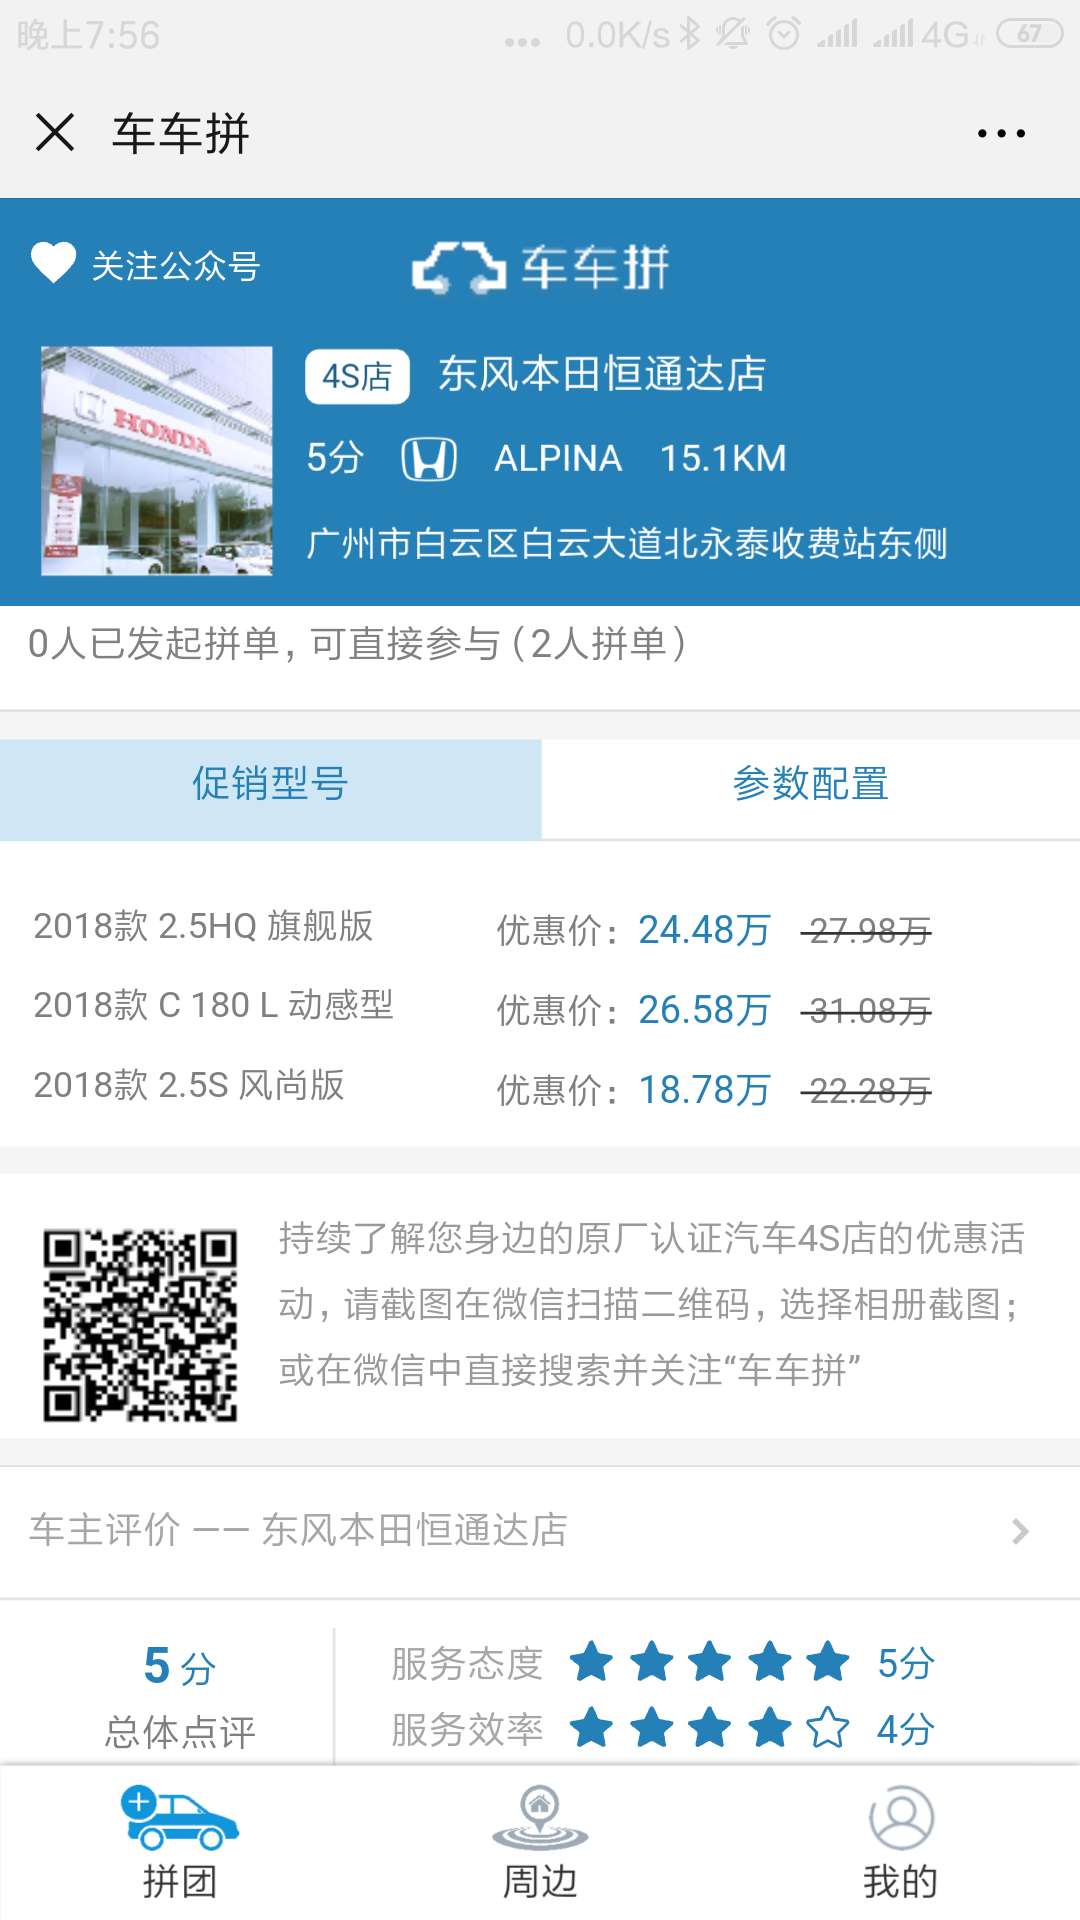 晚上7:56
... 0.0K/s 4G 67
车车拼
关注公众号
车车拼
HONDA
4S店 东风本田恒通达店
5分 ALPINA 15.1KM
广州市白云区白云大道北永泰收费站东侧
0人已发起拼单，可直接参与（2人拼单）
促销型号 参数配置
2018款 2.5HQ 旗舰版 优惠价：24.48万 27.98万
2018款 C 180 L 动感型 优惠价：26.58万 31.08万
2018款 2.5S 风尚版 优惠价：18.78万 22.28万
持续了解您身边的原厂认证汽车4S店的优惠活
动，请截图在微信扫描二维码，选择相册截图；
或在微信中直接搜索并关注“车车拼”
车主评价 —— 东风本田恒通达店
5 分
总体点评
服务态度 5分
服务效率 4分
拼团 周边 我的